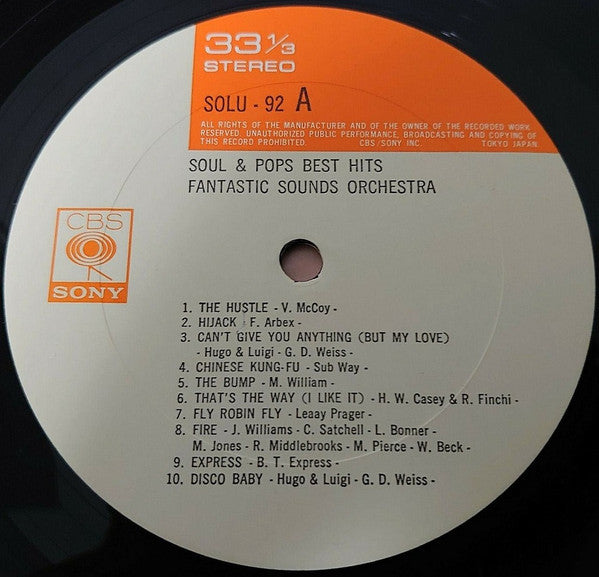 33 1/3
STEREO
SOLU - 92 A
ALL RIGHTS OF THE MANUFACTURER AND OF THE OWNER OF THE RECORDED WORK
RESERVED. UNAUTHORIZED PUBLIC PERFORMANCE, BROADCASTING AND COPYING OF
THIS RECORD PROHIBITED. CBS/SONY INC. TOKYO JAPAN.
SOUL & POPS BEST HITS
FANTASTIC SOUNDS ORCHESTRA
CBS
SONY
1. THE HUSTLE - V. McCoy -
2. HIJACK - F. Arbex -
3. CAN'T GIVE YOU ANYTHING (BUT MY LOVE)
- Hugo & Luigi - G. D. Weiss -
4. CHINESE KUNG-FU - Sub Way -
5. THE BUMP - M. William -
6. THAT'S THE WAY (I LIKE IT) - H. W. Casey & R. Finchi -
7. FLY ROBIN FLY - Leaay Prager -
8. FIRE - J. Williams - C. Satchell - L. Bonner -
M. Jones - R. Middlebrooks - M. Pierce - W. Beck -
9. EXPRESS - B. T. Express -
10. DISCO BABY - Hugo & Luigi - G. D. Weiss -